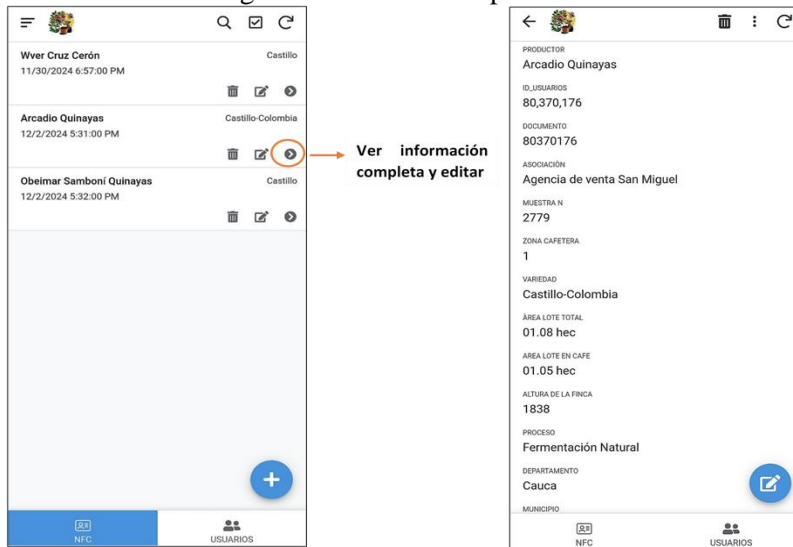 Wver Cruz Cerón
Castillo
11/30/2024 6:57:00 PM
Arcadio Quinayas
Castillo-Colombia
12/2/2024 5:31:00 PM
Obeimar Samboní Quinayas
Castillo
12/2/2024 5:32:00 PM
NFC
USUARIOS
Ver información
completa y editar
PRODUCTOR
Arcadio Quinayas
ID_USUARIOS
80,370,176
DOCUMENTO
80370176
ASOCIACIÓN
Agencia de venta San Miguel
MUESTRA N
2779
ZONA CAFETERA
1
VARIEDAD
Castillo-Colombia
ÀREA LOTE TOTAL
01.08 hec
AREA LOTE EN CAFE
01.05 hec
ALTURA DE LA FINCA
1838
PROCESO
Fermentación Natural
DEPARTAMENTO
Cauca
MUNICIPIO
NFC
USUARIOS